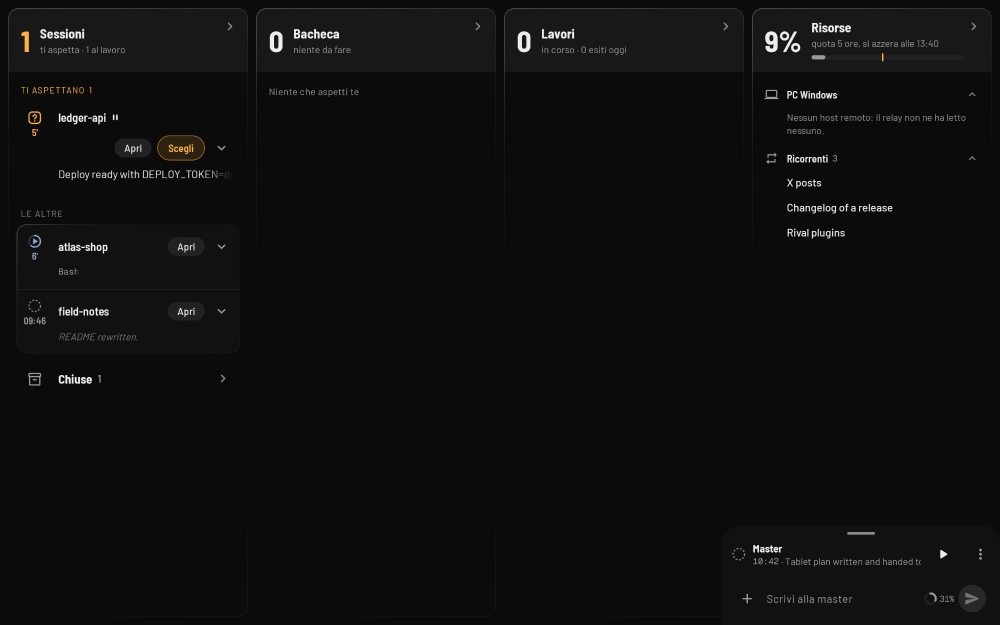 1 Sessioni
ti aspetta · 1 al lavoro
TI ASPETTANO 1
ledger-api
5'
Apri Scegli
Deploy ready with DEPLOY_TOKEN=
LE ALTRE
atlas-shop Apri
6'
Bash
field-notes Apri
09:46
README rewritten.
Chiuse 1
0 Bacheca
niente da fare
Niente che aspetti te
0 Lavori
in corso · 0 esiti oggi
9% Risorse
quota 5 ore, si azzera alle 13:40
PC Windows
Nessun host remoto: il relay non ne ha letto
nessuno.
Ricorrenti 3
X posts
Changelog of a release
Rival plugins
Master
10:42 · Tablet plan written and handed to
Scrivi alla master
31%